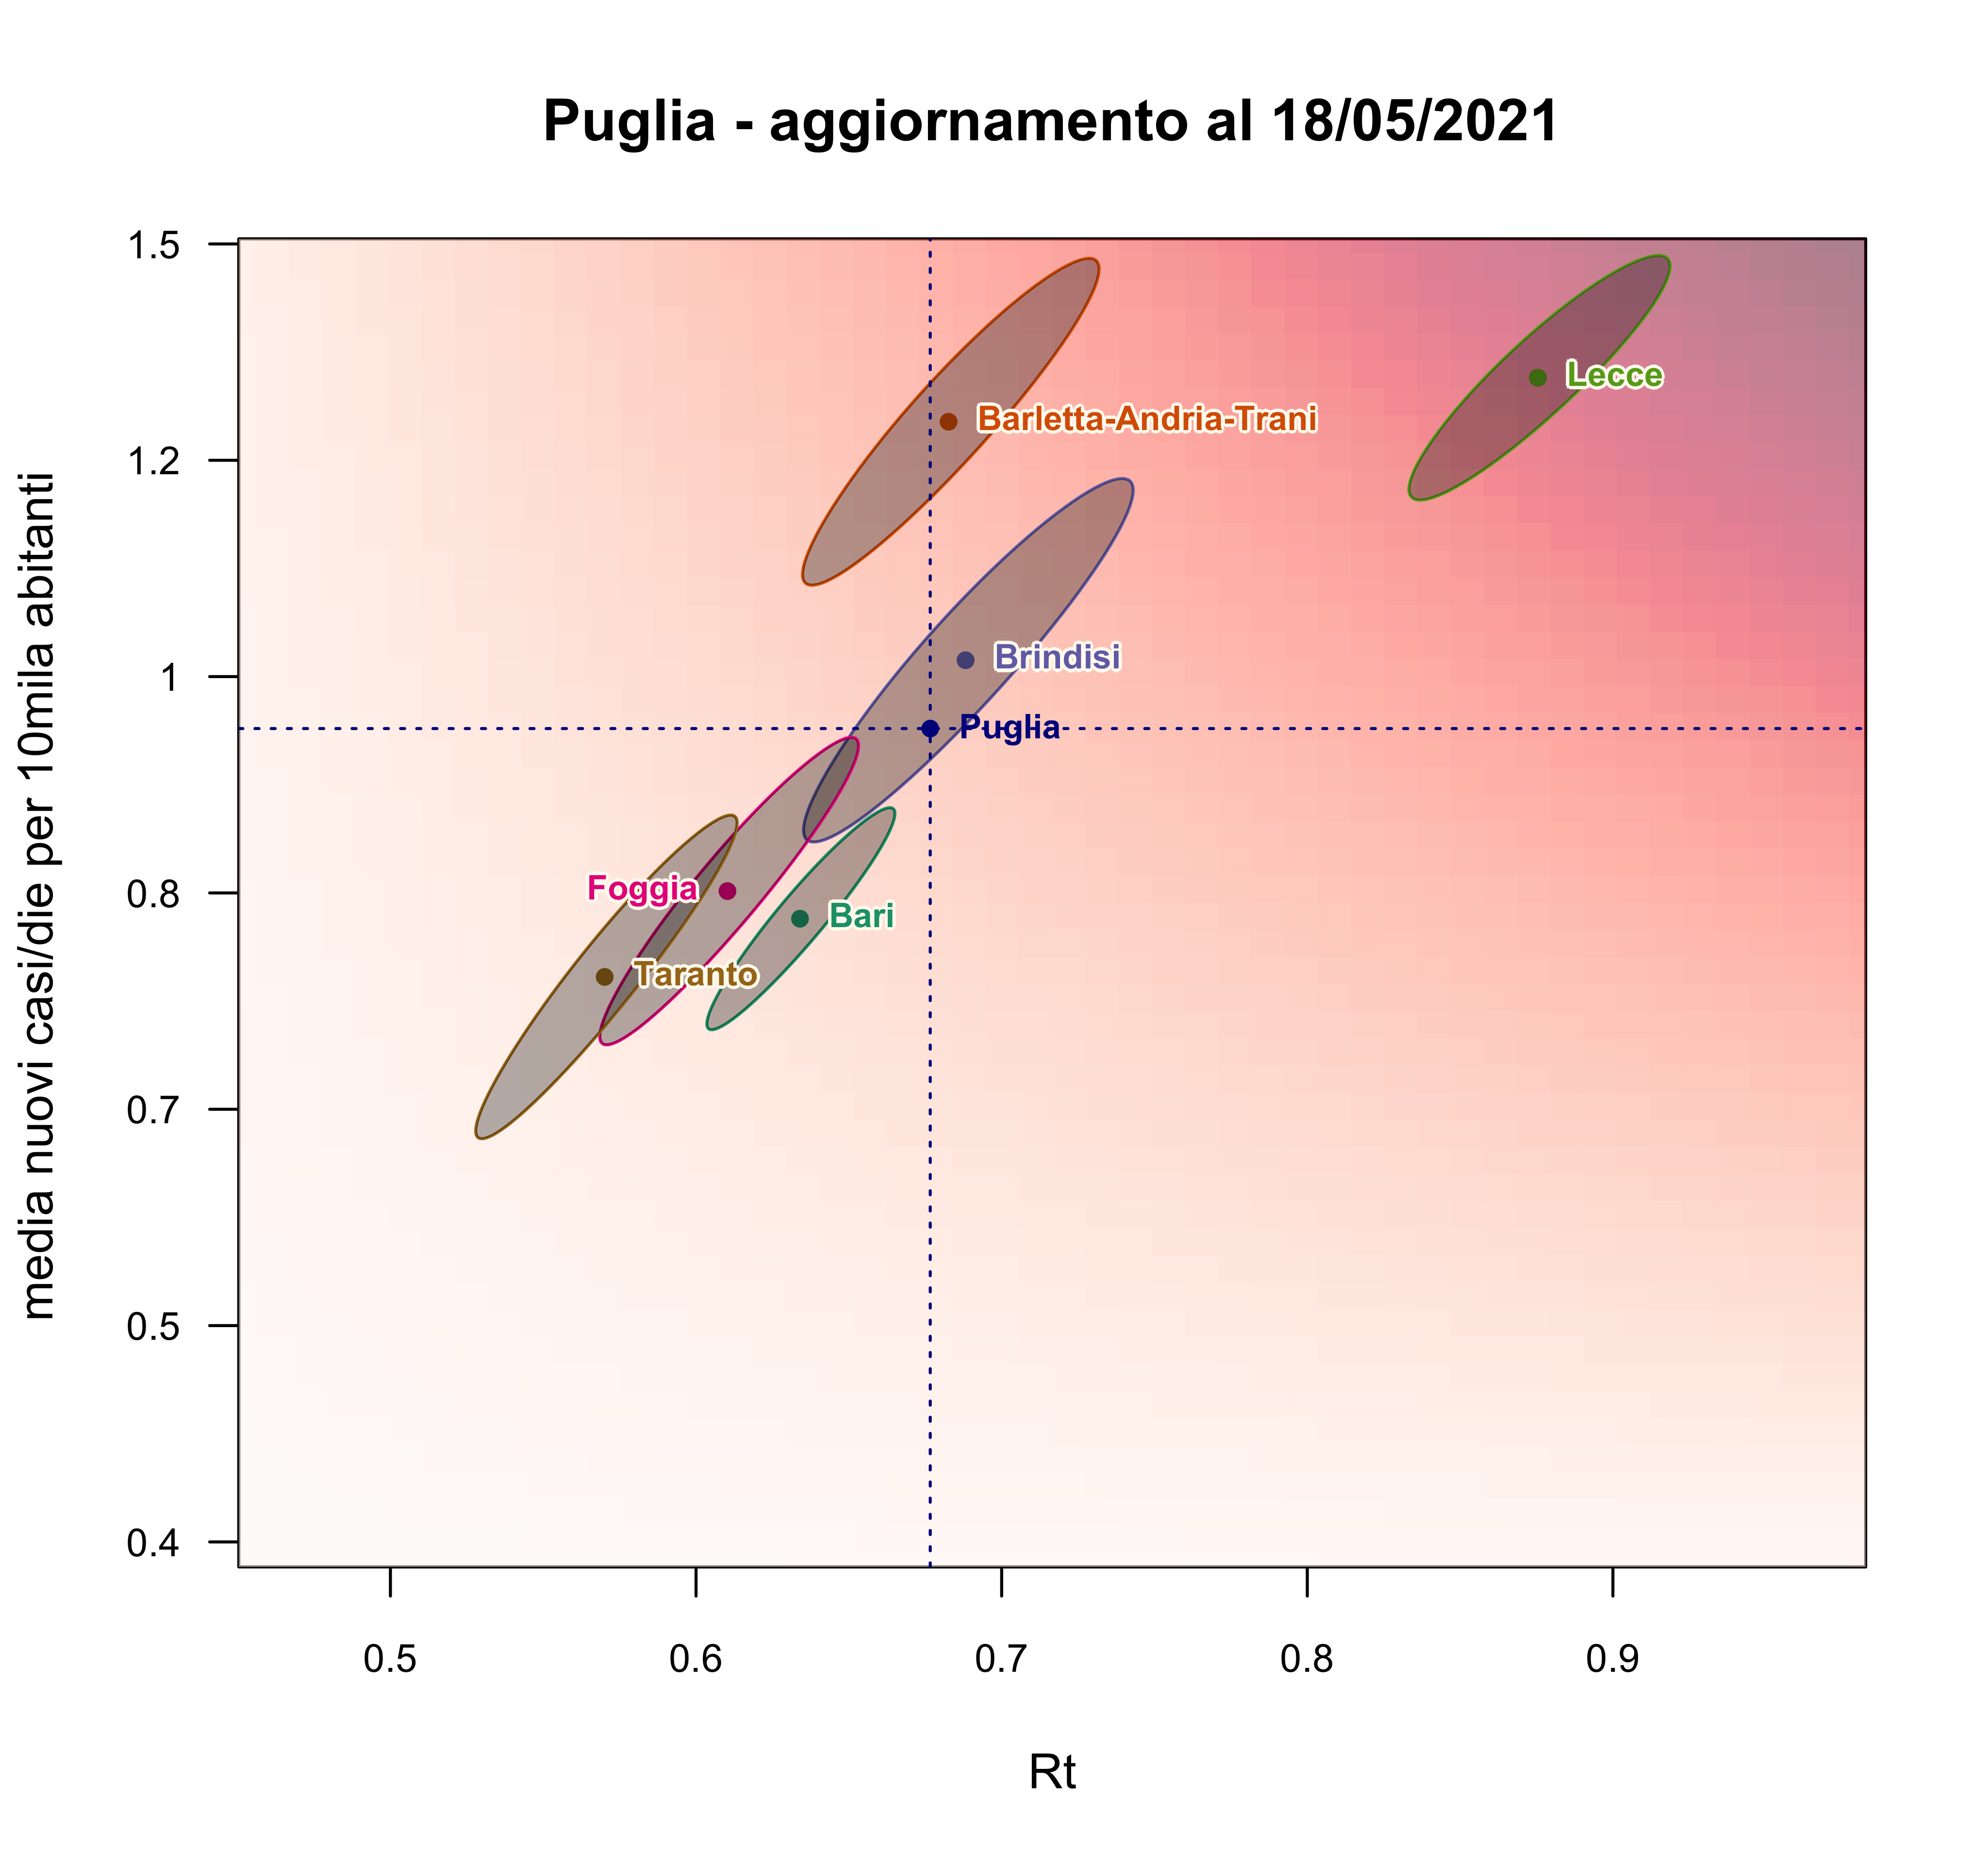 Puglia - aggiornamento al 18/05/2021
media nuovi casi/die per 10mila abitanti
1.5
1.2
1
0.8
0.7
0.5
0.4
Lecce
Barletta-Andria-Trani
Brindisi
Puglia
Foggia
Bari
Taranto
0.5
0.6
0.7
0.8
0.9
Rt